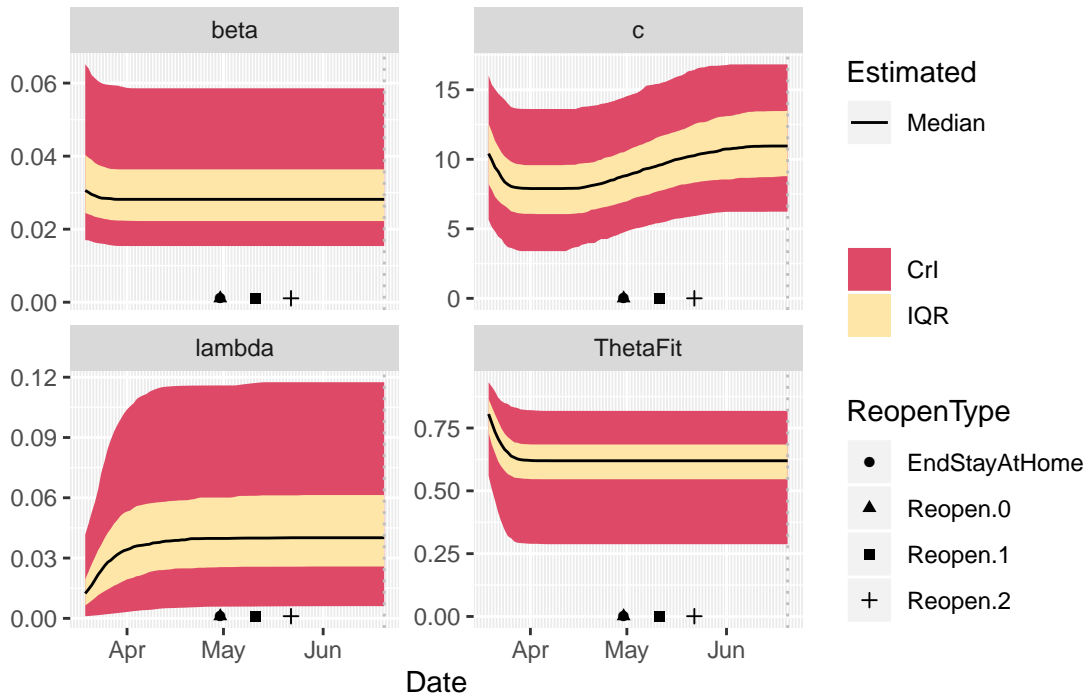 beta
c
0.06
0.04
0.02
0.00
15
10
5
0
lambda
ThetaFit
0.12
0.09
0.06
0.03
0.00
0.75
0.50
0.25
0.00
Apr
May
Jun
Apr
May
Jun
Date
Estimated
Median
CrI
IQR
ReopenType
EndStayAtHome
Reopen.0
Reopen.1
Reopen.2